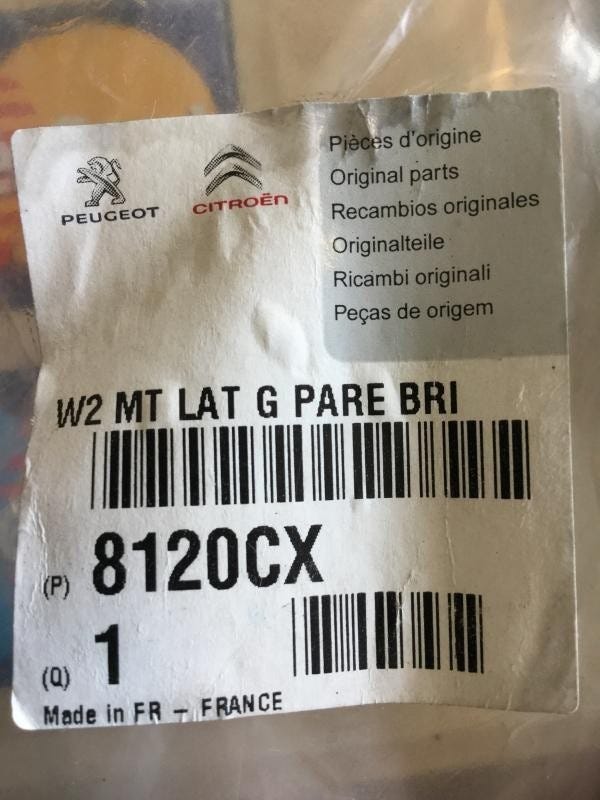 PEUGEOT
CITROËN
Pièces d'origine
Original parts
Recambios originales
Originalteile
Ricambi originali
Peças de origem
W2 MT LAT G PARE BRI
(P) 8120CX
(Q) 1
Made in FR - FRANCE